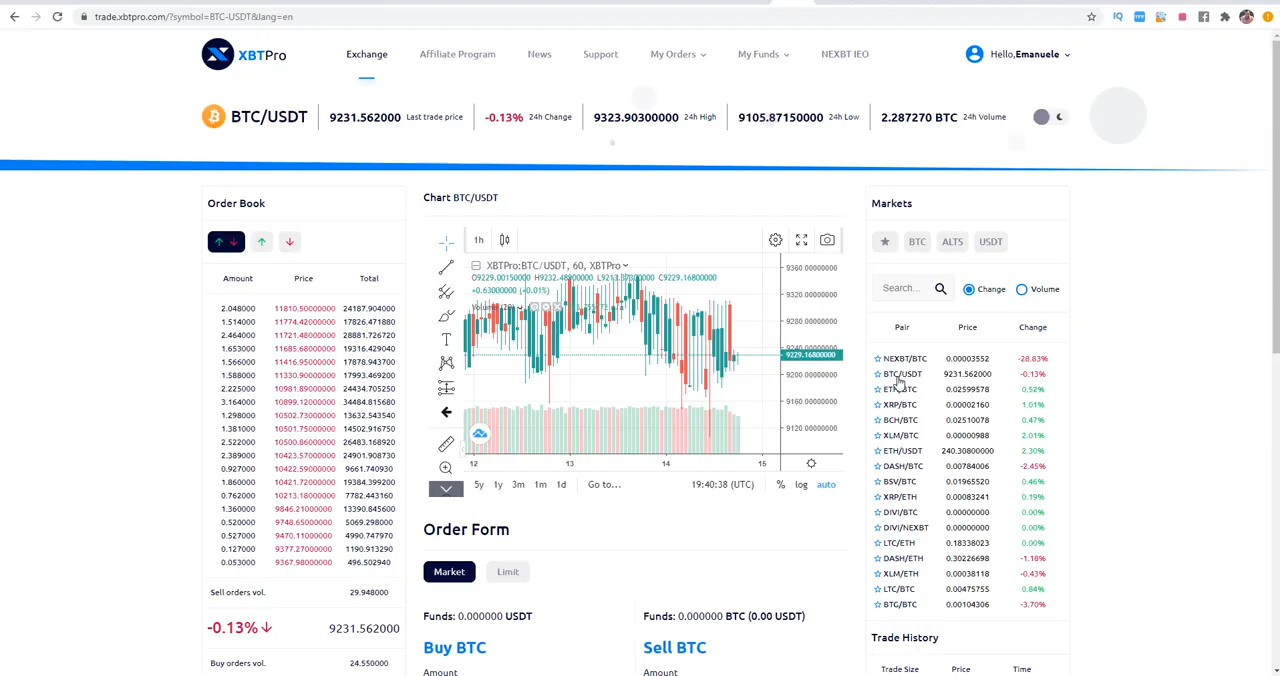 trade.xbtpro.com/?symbol=BTC-USDT&lang=en
XBTPro Exchange Affiliate Program News Support My Orders My Funds NEXBT IEO Hello,Emanuele
BTC/USDT 9231.562000 Last trade price -0.13% 24h Change 9323.90300000 24h High 9105.87150000 24h Low 2.287270 BTC 24h Volume
Order Book
Amount Price Total
2.048000 11810.50000000 24187.904000
1.514000 11774.42000000 17826.471880
2.464000 11721.48000000 28881.726720
1.653000 11685.68000000 19316.429040
1.566000 11416.95000000 17878.943700
1.588000 11330.90000000 17993.469200
2.225000 10981.89000000 24434.705250
3.164000 10899.12000000 34484.815680
1.298000 10502.73000000 13632.543540
1.381000 10501.75000000 14502.916750
2.522000 10500.86000000 26483.168920
2.389000 10423.57000000 24901.908730
0.927000 10422.59000000 9661.740930
1.860000 10421.72000000 19384.399200
0.762000 10213.18000000 7782.443160
1.360000 9846.21000000 13390.845600
0.520000 9748.65000000 5069.298000
0.527000 9470.11000000 4990.747970
0.127000 9377.27000000 1190.913290
0.053000 9367.98000000 496.502940
Sell orders vol. 29.948000
-0.13% 9231.562000
Buy orders vol. 24.550000
Chart BTC/USDT
1h
XBTPro:BTC/USDT, 60, XBTPro
+0.63000000 (+0.01%)
9360.00000000
9320.00000000
9280.00000000
9240.00000000
9229.16800000
9200.00000000
9160.00000000
9120.00000000
12 13 14 15
5y 1y 3m 1m 1d Go to... 19:40:38 (UTC) % log auto
Order Form
Market Limit
Funds: 0.000000 USDT Funds: 0.000000 BTC (0.00 USDT)
Buy BTC Sell BTC
Amount Amount
Markets
BTC ALTS USDT
Search... Change Volume
Pair Price Change
NEXBT/BTC 0.00003552 -28.83%
BTC/USDT 9231.562000 -0.13%
0.02599578 0.52%
XRP/BTC 0.00002160 1.01%
BCH/BTC 0.02510078 0.47%
XLM/BTC 0.00000988 2.01%
ETH/USDT 240.30800000 2.30%
DASH/BTC 0.00784006 -2.45%
BSV/BTC 0.01965520 0.46%
XRP/ETH 0.00083241 0.19%
DIVI/BTC 0.00000000 0.00%
DIVI/NEXBT 0.00000000 0.00%
LTC/ETH 0.18338023 0.00%
DASH/ETH 0.30226698 -1.18%
XLM/ETH 0.00038118 -0.43%
LTC/BTC 0.00475755 0.84%
BTG/BTC 0.00104306 -3.70%
Trade History
Trade Size Price Time